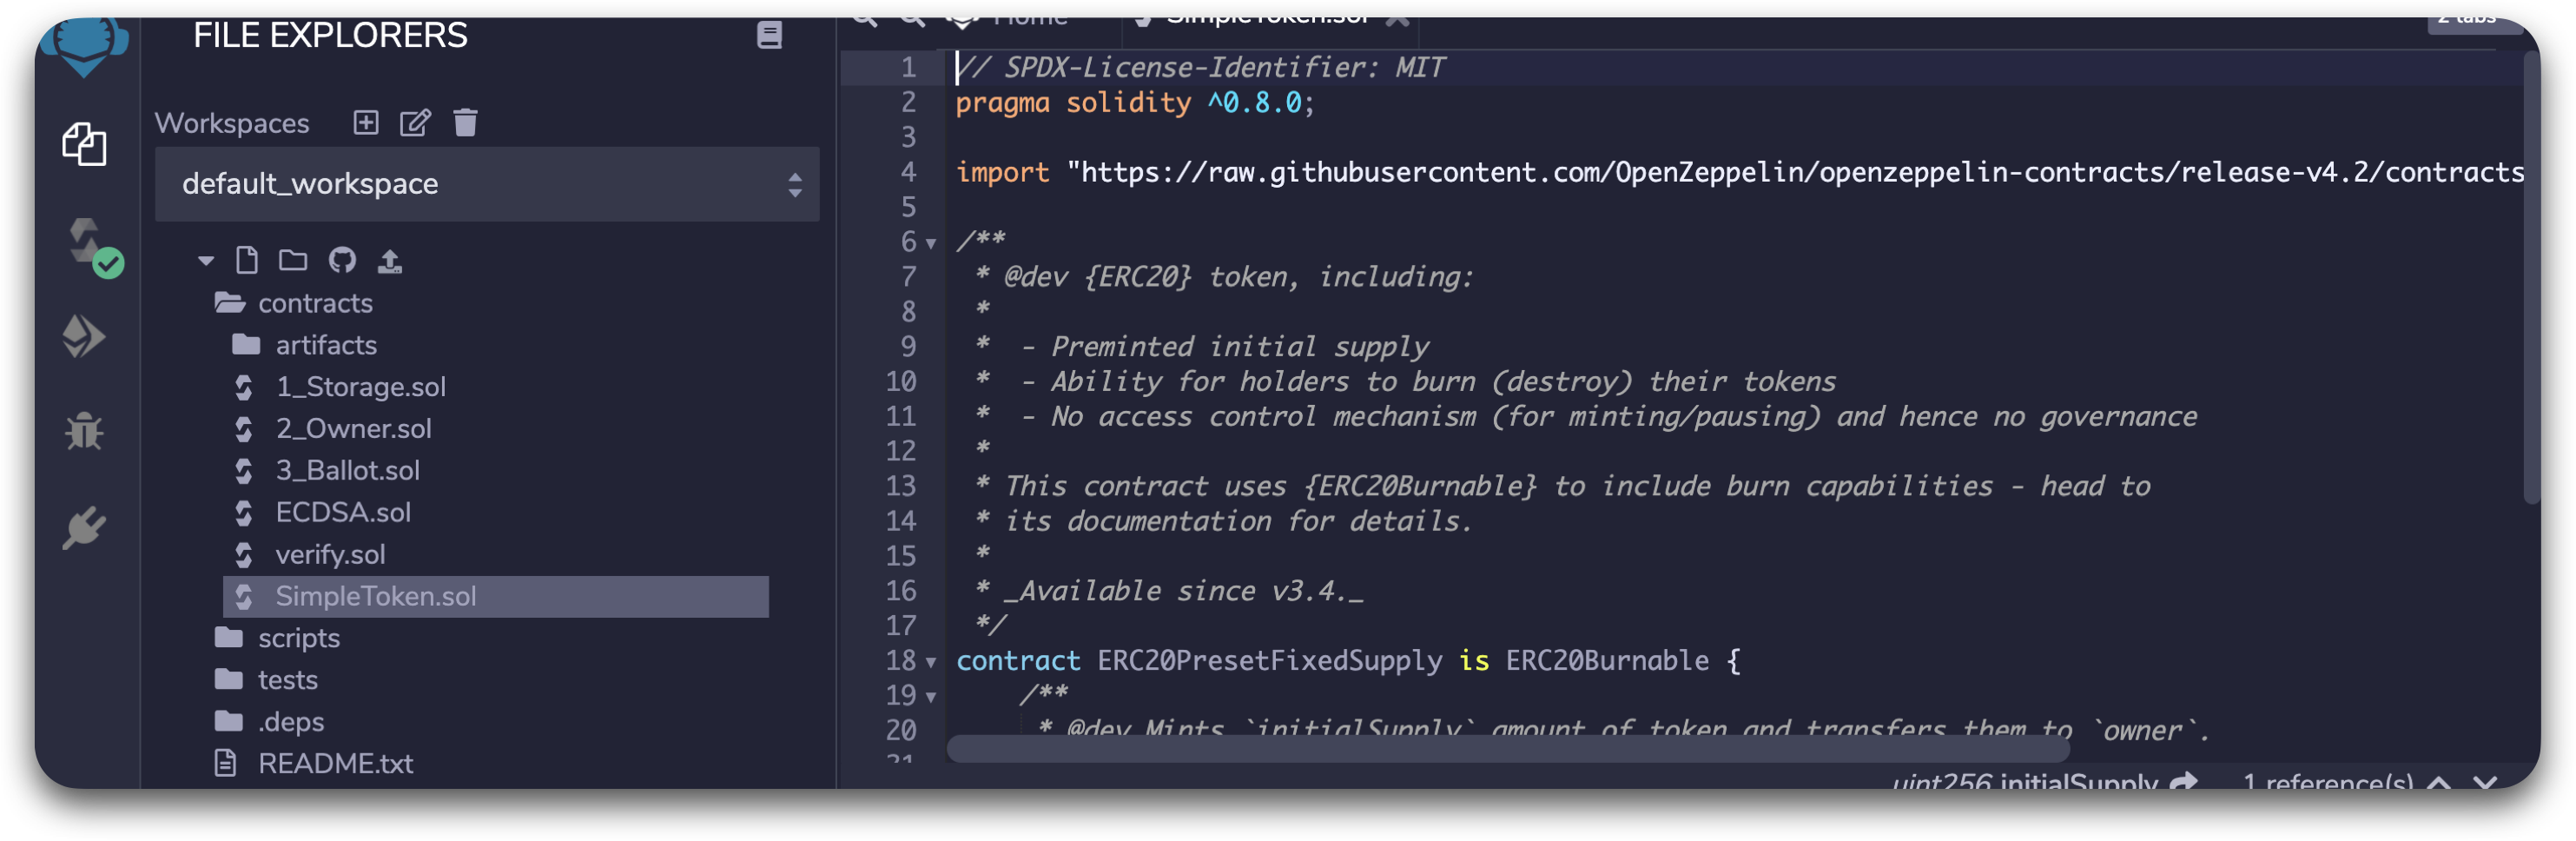 FILE EXPLORERS
Workspaces
default_workspace
contracts
artifacts
1_Storage.sol
2_Owner.sol
3_Ballot.sol
ECDSA.sol
verify.sol
SimpleToken.sol
scripts
tests
.deps
README.txt
Home
SimpleToken.sol
2 tabs
1 // SPDX-License-Identifier: MIT
2 pragma solidity ^0.8.0;
3
4 import "https://raw.githubusercontent.com/OpenZeppelin/openzeppelin-contracts/release-v4.2/contracts
5
6 /**
7 * @dev {ERC20} token, including:
8 *
9 * - Preminted initial supply
10 * - Ability for holders to burn (destroy) their tokens
11 * - No access control mechanism (for minting/pausing) and hence no governance
12 *
13 * This contract uses {ERC20Burnable} to include burn capabilities - head to
14 * its documentation for details.
15 *
16 * _Available since v3.4._
17 */
18 contract ERC20PresetFixedSupply is ERC20Burnable {
19 /**
20 * @dev Mints `initialSupply` amount of token and transfers them to `owner`.
21
uint256 initialSupply 1 reference(s)